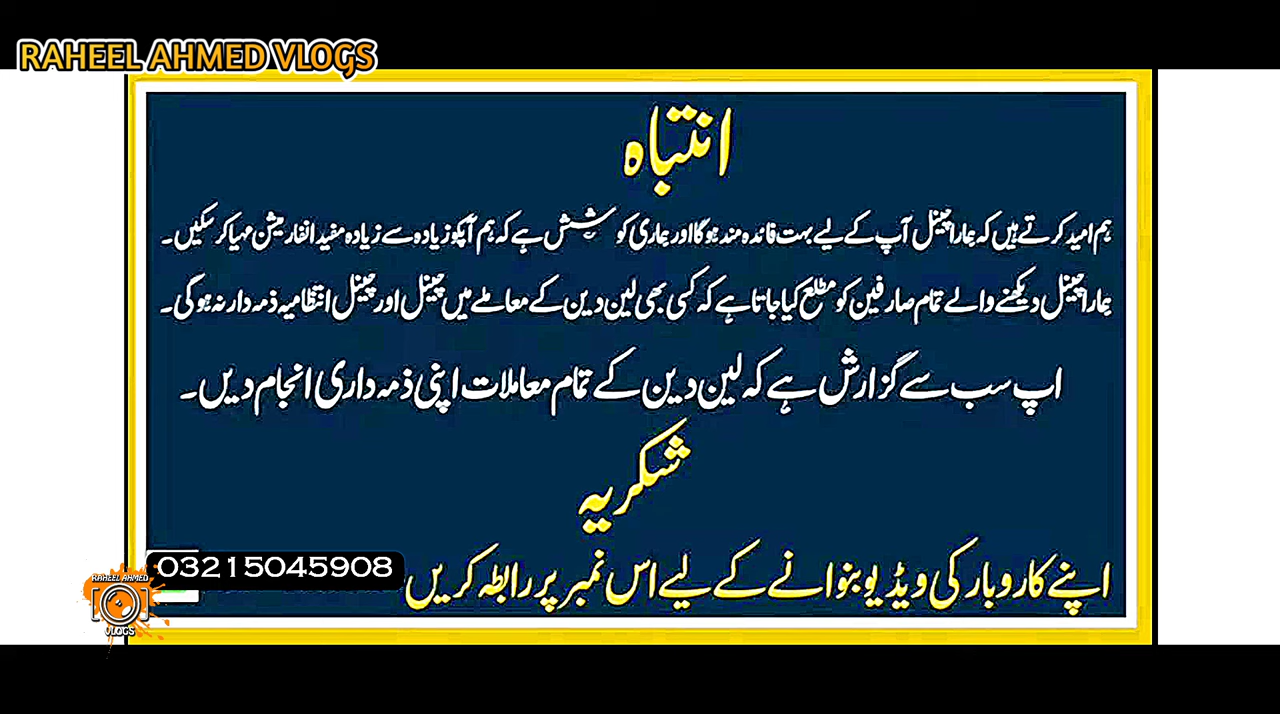 RAHEEL AHMED VLOGS
انتباہ
ہم امید کرتے ہیں کہ ہمارا چینل آپ کے لیے بہت فائدہ مند ہوگا اور ہماری کوشش ہے کہ ہم آپکو زیادہ سے زیادہ مفید انفارمیشن مہیا کر سکیں۔
ہمارا چینل دیکھنے والے تمام صارفین کو مطلع کیا جاتا ہے کہ کسی بھی لین دین کے معاملے میں چینل اور چینل انتظامیہ ذمہ دار نہ ہوگی۔
اپ سب سے گزارش ہے کہ لین دین کے تمام معاملات اپنی ذمہ داری انجام دیں۔
شکریہ
اپنے کاروبار کی ویڈیو بنوانے کے لیے اس نمبر پر رابطہ کریں
03215045908
RAHEEL AHMED
VLOGS